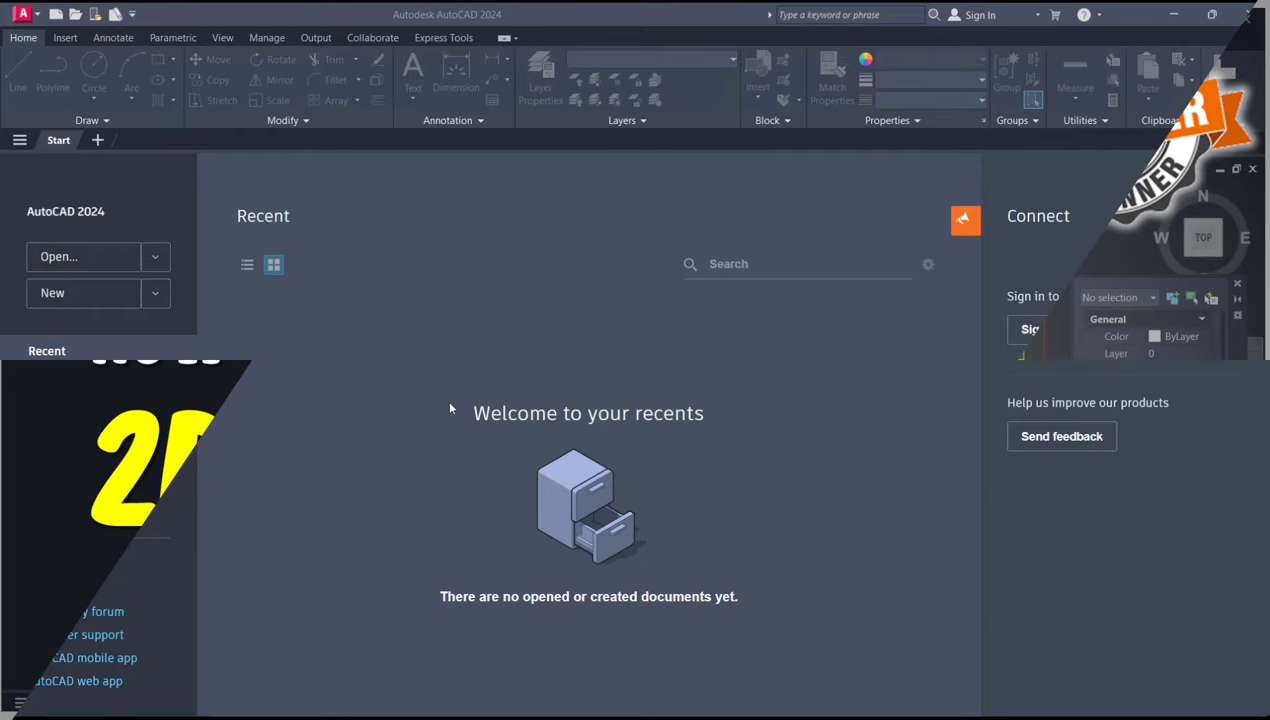 Autodesk AutoCAD 2024
Type a keyword or phrase
Sign In
Home Insert Annotate Parametric View Manage Output Collaborate Express Tools
Line Polyline Circle Arc
Move Rotate Trim
Copy Mirror Fillet
Stretch Scale Array
Text Dimension
Layer Properties
Insert
Match Properties
Group
Measure
Paste
Draw Modify Annotation Layers Block Properties Groups Utilities
Start
AutoCAD 2024
Open...
New
Recent
Recent
Search
Welcome to your recents
There are no opened or created documents yet.
Connect
Sign in to
Help us improve our products
Send feedback
N
W TOP E
No selection
General
Color ByLayer
Layer 0
2D
forum
support
CAD mobile app
web app